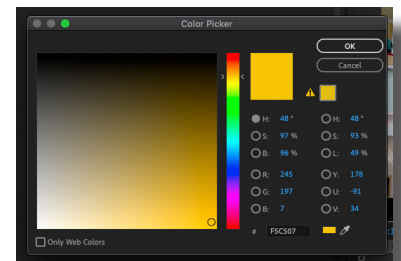 Color Picker
OK
Cancel
H: 48 ° H: 48 °
S: 97 % S: 93 %
B: 96 % L: 49 %
R: 245 Y: 178
G: 197 U: -91
B: 7 V: 34
# F5C507
Only Web Colors